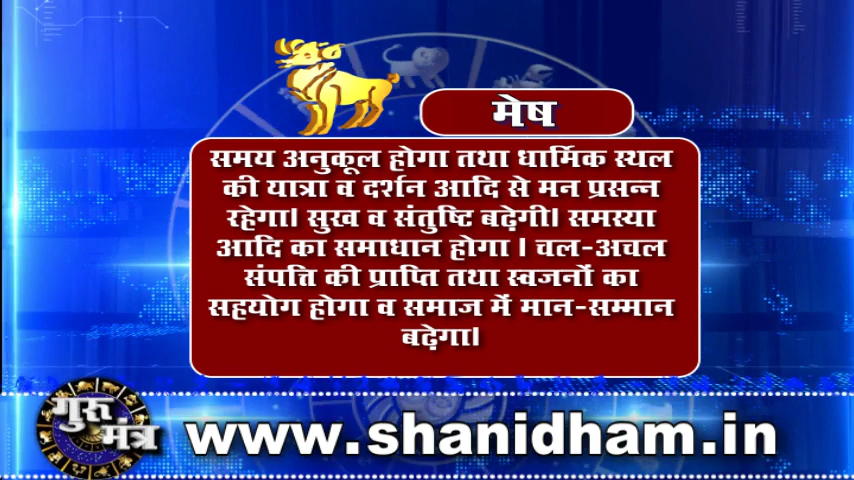 मेष
समय अनुकूल होगा तथा धार्मिक स्थल
की यात्रा व दर्शन आदि से मन प्रसन्न
रहेगा। सुख व संतुष्टि बढ़ेगी। समस्या
आदि का समाधान होगा । चल-अचल
संपत्ति की प्राप्ति तथा स्वजनों का
सहयोग होगा व समाज में मान-सम्मान
बढ़ेगा।
गुरु
मंत्र
www.shanidham.in